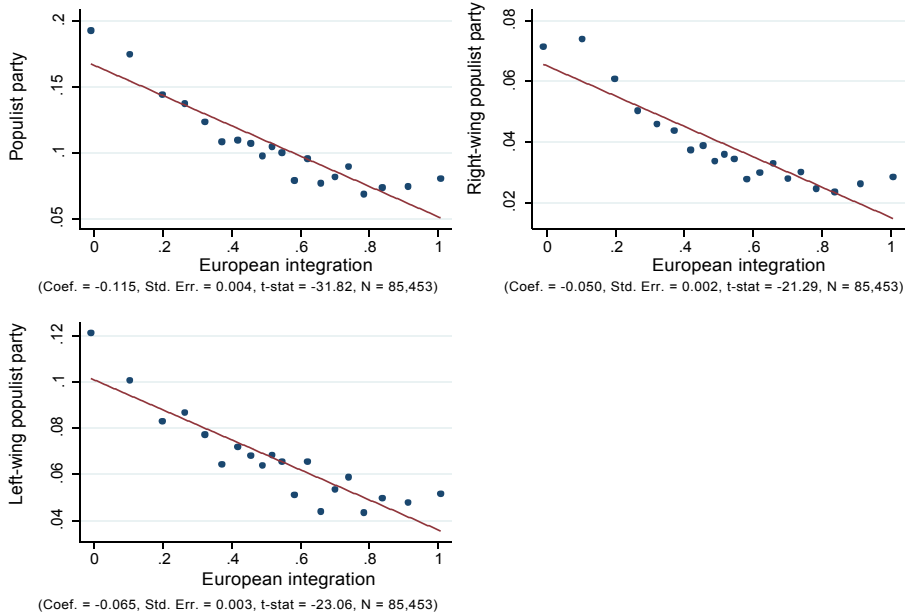 Populist party
.2
.15
.1
.05
0 .2 .4 .6 .8 1
European integration
(Coef. = -0.115, Std. Err. = 0.004, t-stat = -31.82, N = 85,453)
Right-wing populist party
.08
.06
.04
.02
0 .2 .4 .6 .8 1
European integration
(Coef. = -0.050, Std. Err. = 0.002, t-stat = -21.29, N = 85,453)
Left-wing populist party
.12
.1
.08
.06
.04
0 .2 .4 .6 .8 1
European integration
(Coef. = -0.065, Std. Err. = 0.003, t-stat = -23.06, N = 85,453)